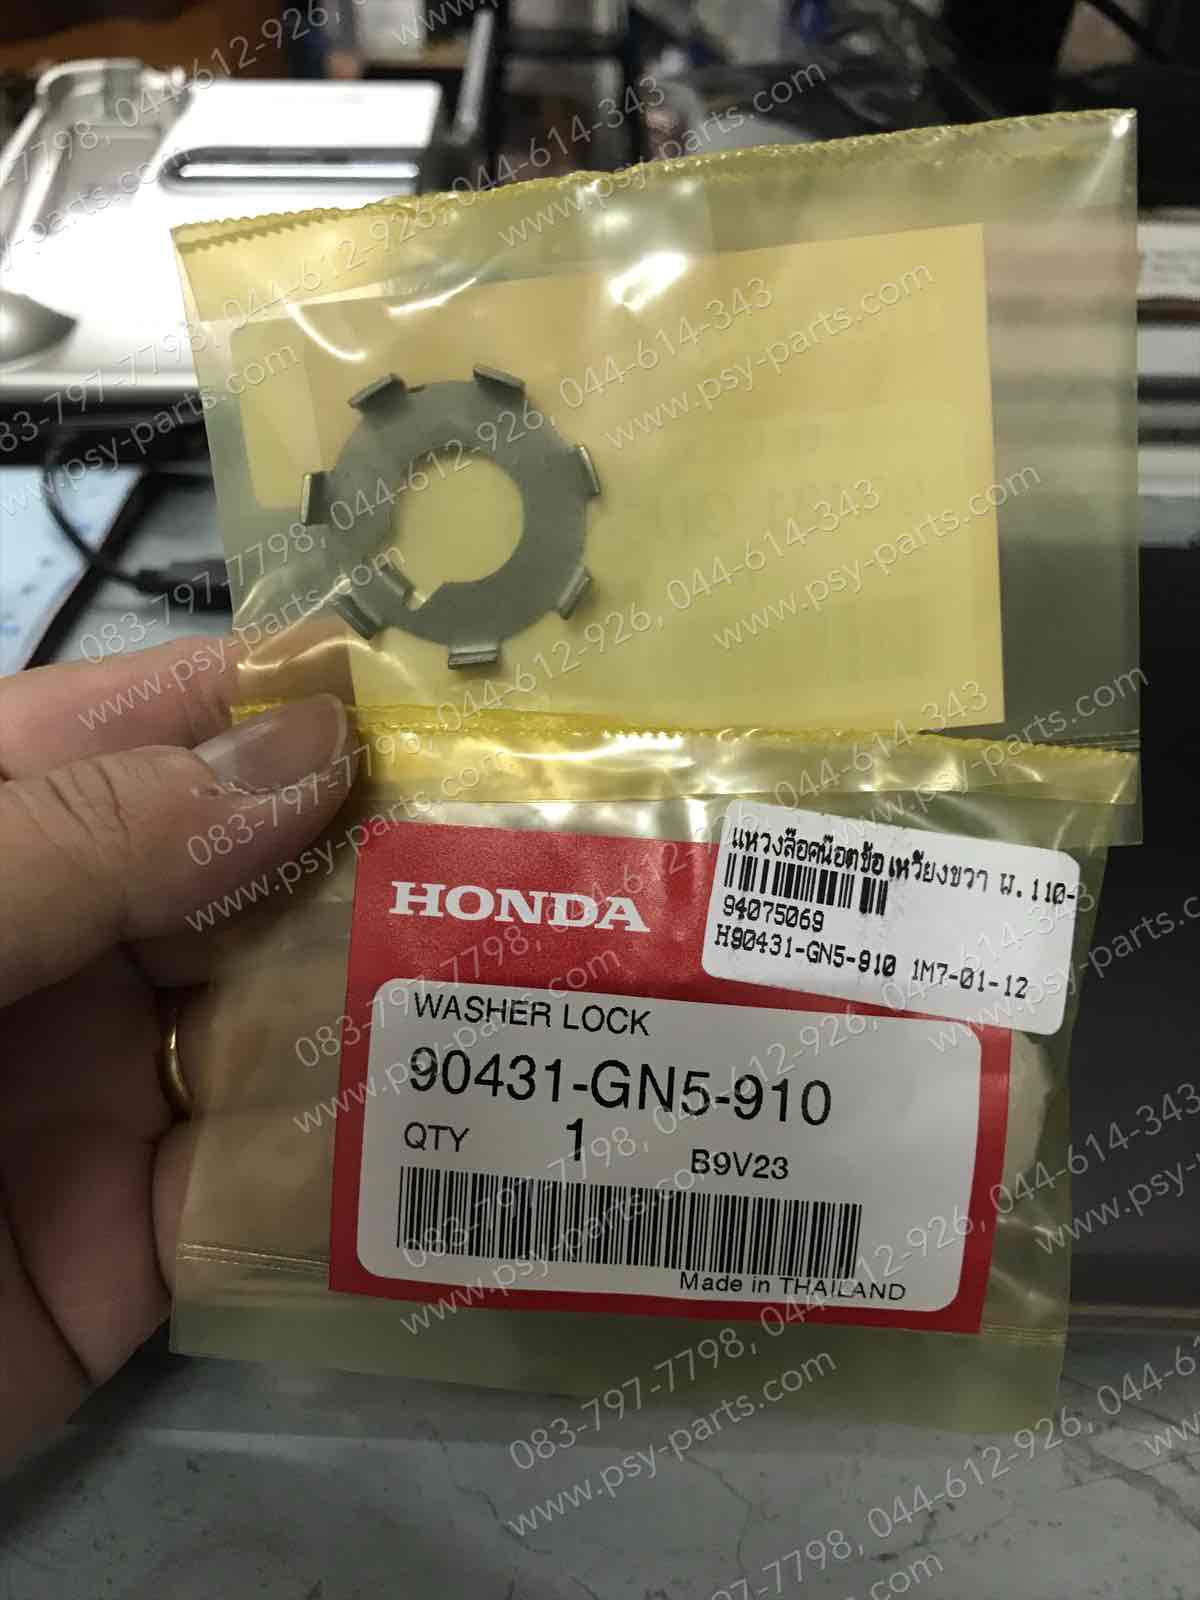 แหวงล๊อคน๊อตข้อเหวี่ยงขวา W.110-
94075069
H90431-GN5-910 1M7-01-12
HONDA
WASHER LOCK
90431-GN5-910
QTY 1 B9V23
Made in THAILAND
083-797-7798, 044-612-926, 044-614-343
www.psy-parts.com